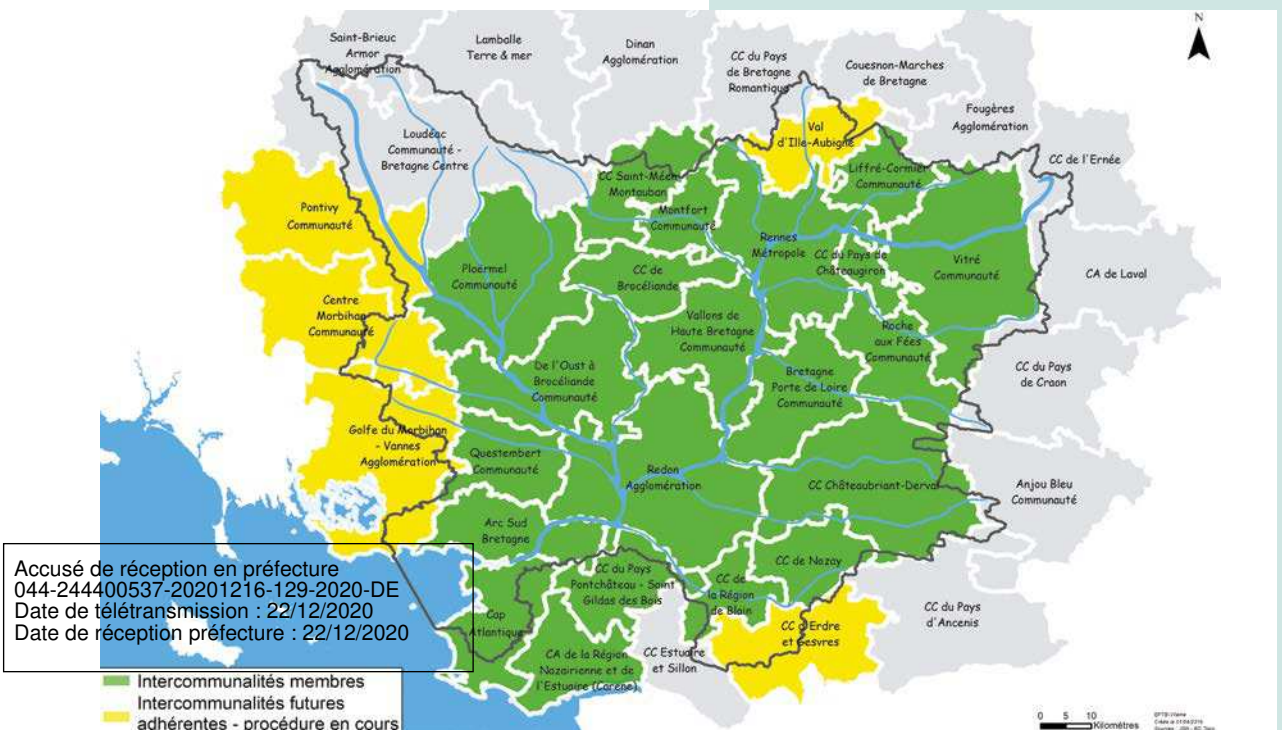 N
Saint-Brieuc
Armor
Agglomération
Lamballe
Terre & mer
Dinan
Agglomération
CC du Pays
de Bretagne
Romantique
Couesnon-Marches
de Bretagne
Fougères
Agglomération
CC de l'Ernée
Val
d'Ille-Aubigné
Loudéac
Communauté -
Bretagne Centre
CC Saint-Méen
Montauban
Liffré-Cormier
Communauté
Pontivy
Communauté
Montfort
Communauté
Rennes
Métropole
CC du Pays de
Châteaugiron
Vitré
Communauté
CA de Laval
Ploërmel
Communauté
CC de
Brocéliande
Centre
Morbihan
Communauté
Vallons de
Haute Bretagne
Communauté
Roche
aux Fées
Communauté
De l'Oust à
Brocéliande
Communauté
Bretagne
Porte de Loire
Communauté
CC du Pays
de Craon
Golfe du Morbihan
- Vannes
Agglomération
Questembert
Communauté
Redon
Agglomération
CC Châteaubriant-Derval
Anjou Bleu
Communauté
Arc Sud
Bretagne
CC du Pays
Pontchâteau - Saint
Gildas des Bois
CC de
la Région
de Blain
CC de Nozay
CC du Pays
d'Ancenis
Cap
Atlantique
CC d'Erdre
et Gesvres
CA de la Région
Nazairienne et de
l'Estuaire (Carene)
CC Estuaire
et Sillon
Accusé de réception en préfecture
044-244400537-20201216-129-2020-DE
Date de télétransmission : 22/12/2020
Date de réception préfecture : 22/12/2020
Intercommunalités membres
Intercommunalités futures
adhérentes - procédure en cours
0 5 10
Kilomètres